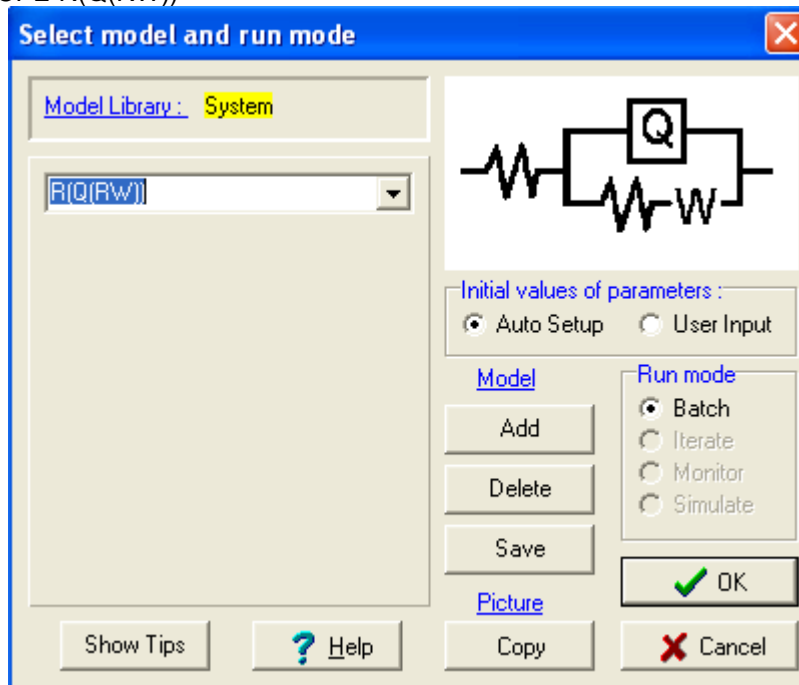 Select model and run mode
Model Library : System
R(Q(RW))
Q
W
Initial values of parameters :
Auto Setup User Input
Model
Add
Delete
Save
Run mode
Batch
Iterate
Monitor
Simulate
OK
Picture
Show Tips
? Help
Copy
Cancel